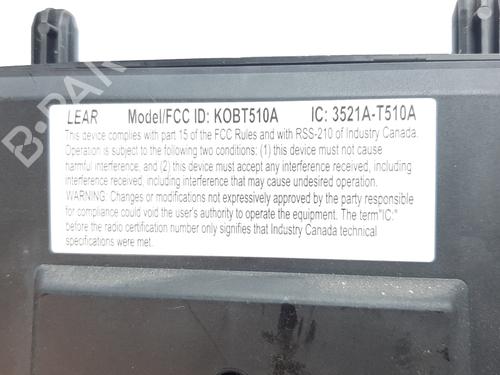 LEAR Model/FCC ID: KOBT510A IC: 3521A-T510A
This device complies with part 15 of the FCC Rules and with RSS-210 of Industry Canada.
Operation is subject to the two following conditions: (1) this device must not cause
harmful interference, and (2) this device must accept any interference received,
including interference that may cause undesired operation.
WARNING: Changes or modifications not expressively approved by the party responsible
for compliance could void the user's authority to operate the equipment. The term"IC:"
before the radio certification number only signifies that Industry Canada technical
specifications were met.
B-PARTS